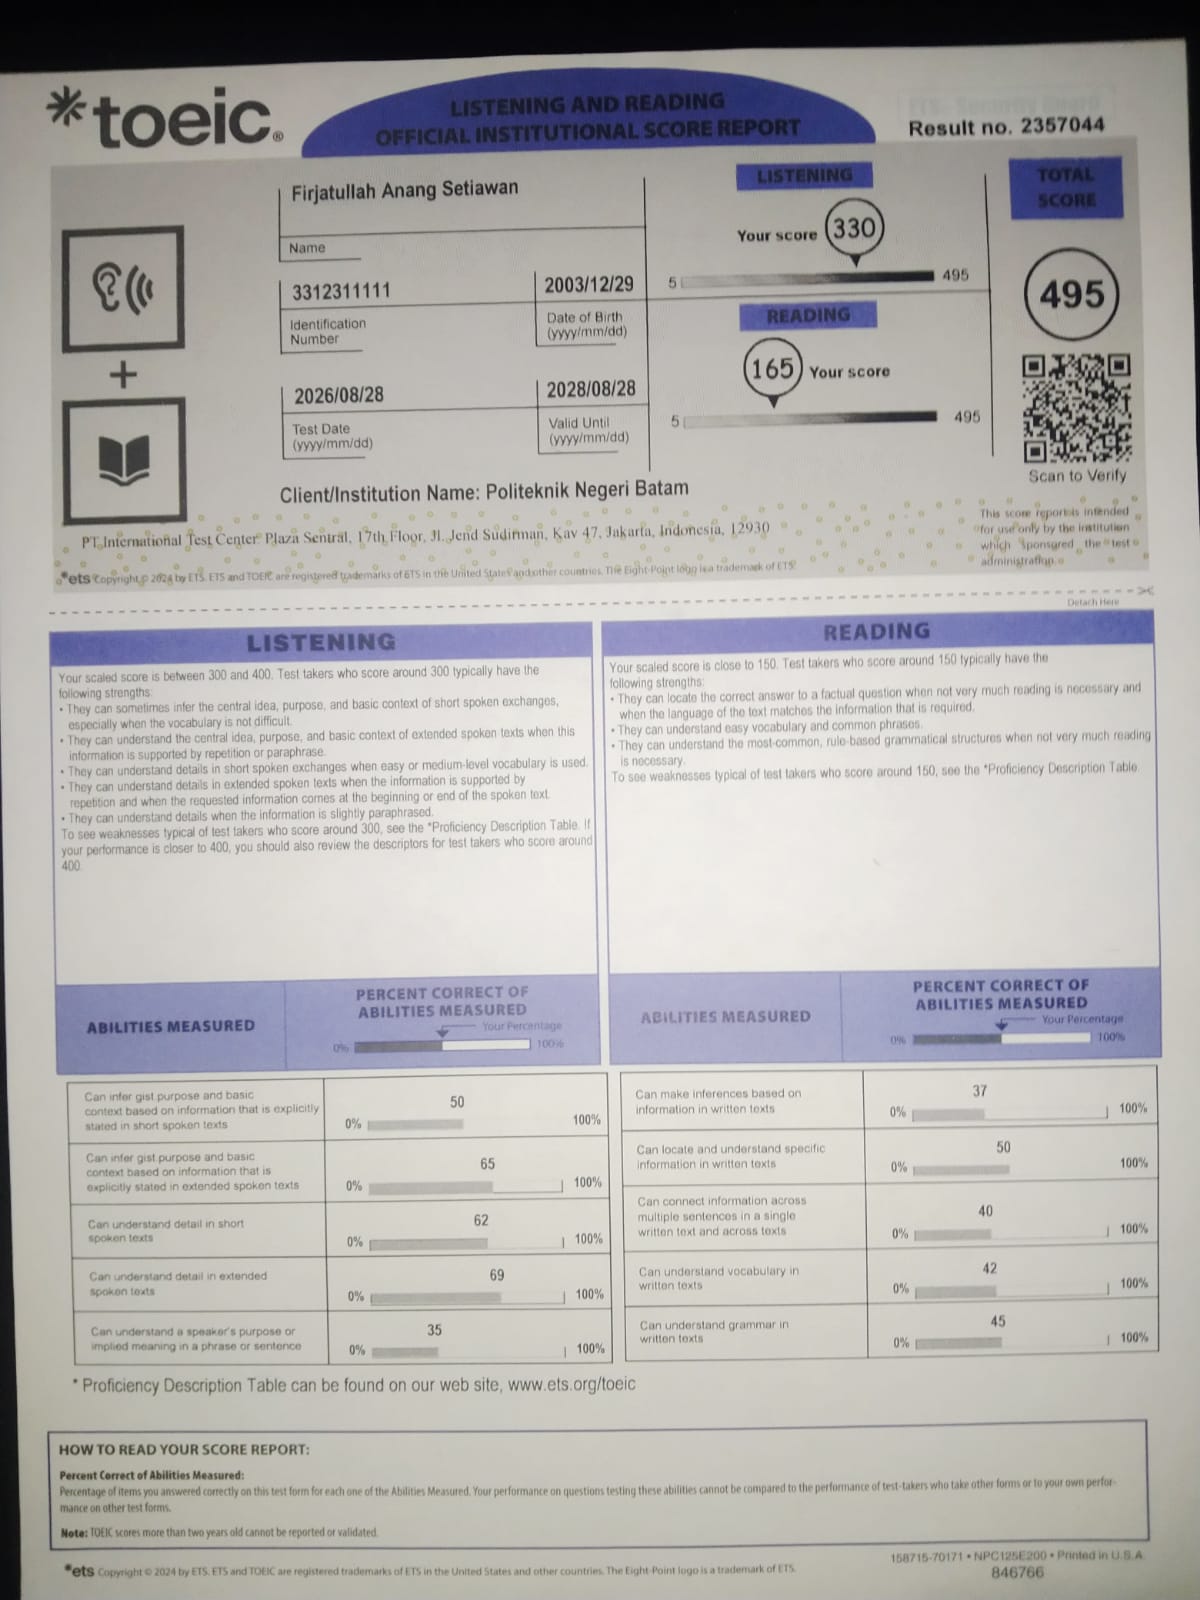 *toeic®
LISTENING AND READING
OFFICIAL INSTITUTIONAL SCORE REPORT
Result no. 2357044
Firjatullah Anang Setiawan
Name
3312311111
Identification
Number
2003/12/29
Date of Birth
(yyyy/mm/dd)
2026/08/28
Test Date
(yyyy/mm/dd)
2028/08/28
Valid Until
(yyyy/mm/dd)
LISTENING
Your score 330
5 495
READING
165 Your score
5 495
TOTAL
SCORE
495
Scan to Verify
Client/Institution Name: Politeknik Negeri Batam
PT.International Test Center Plaza Sentral, 17th Floor, Jl. Jend Sudirman, Kav 47, Jakarta, Indonesia, 12930
This score report is intended
for use only by the institution
which sponsored the test
administration.
*ets Copyright © 2024 by ETS. ETS and TOEIC are registered trademarks of ETS in the United States and other countries. The Eight-Point logo is a trademark of ETS.
Detach Here
LISTENING
Your scaled score is between 300 and 400. Test takers who score around 300 typically have the
following strengths:
• They can sometimes infer the central idea, purpose, and basic context of short spoken exchanges,
especially when the vocabulary is not difficult.
• They can understand the central idea, purpose, and basic context of extended spoken texts when this
information is supported by repetition or paraphrase.
• They can understand details in short spoken exchanges when easy or medium-level vocabulary is used.
• They can understand details in extended spoken texts when the information is supported by
repetition and when the requested information comes at the beginning or end of the spoken text.
• They can understand details when the information is slightly paraphrased.
To see weaknesses typical of test takers who score around 300, see the *Proficiency Description Table. If
your performance is closer to 400, you should also review the descriptors for test takers who score around
400.
READING
Your scaled score is close to 150. Test takers who score around 150 typically have the
following strengths:
• They can locate the correct answer to a factual question when not very much reading is necessary and
when the language of the text matches the information that is required.
• They can understand easy vocabulary and common phrases.
• They can understand the most-common, rule-based grammatical structures when not very much reading
is necessary.
To see weaknesses typical of test takers who score around 150, see the *Proficiency Description Table.
ABILITIES MEASURED
PERCENT CORRECT OF
ABILITIES MEASURED
Your Percentage
0% 100%
Can infer gist purpose and basic
context based on information that is explicitly
stated in short spoken texts
50
0% 100%
Can infer gist purpose and basic
context based on information that is
explicitly stated in extended spoken texts
65
0% 100%
Can understand detail in short
spoken texts
62
0% 100%
Can understand detail in extended
spoken texts
69
0% 100%
Can understand a speaker's purpose or
implied meaning in a phrase or sentence
35
0% 100%
ABILITIES MEASURED
PERCENT CORRECT OF
ABILITIES MEASURED
Your Percentage
0% 100%
Can make inferences based on
information in written texts
37
0% 100%
Can locate and understand specific
information in written texts
50
0% 100%
Can connect information across
multiple sentences in a single
written text and across texts
40
0% 100%
Can understand vocabulary in
written texts
42
0% 100%
Can understand grammar in
written texts
45
0% 100%
* Proficiency Description Table can be found on our web site, www.ets.org/toeic
HOW TO READ YOUR SCORE REPORT:
Percent Correct of Abilities Measured:
Percentage of items you answered correctly on this test form for each one of the Abilities Measured. Your performance on questions testing these abilities cannot be compared to the performance of test-takers who take other forms or to your own perfor-
mance on other test forms.
Note: TOEIC scores more than two years old cannot be reported or validated.
*ets Copyright © 2024 by ETS. ETS and TOEIC are registered trademarks of ETS in the United States and other countries. The Eight-Point logo is a trademark of ETS.
158715-70171 • NPC125E200 • Printed in U.S.A.
846766